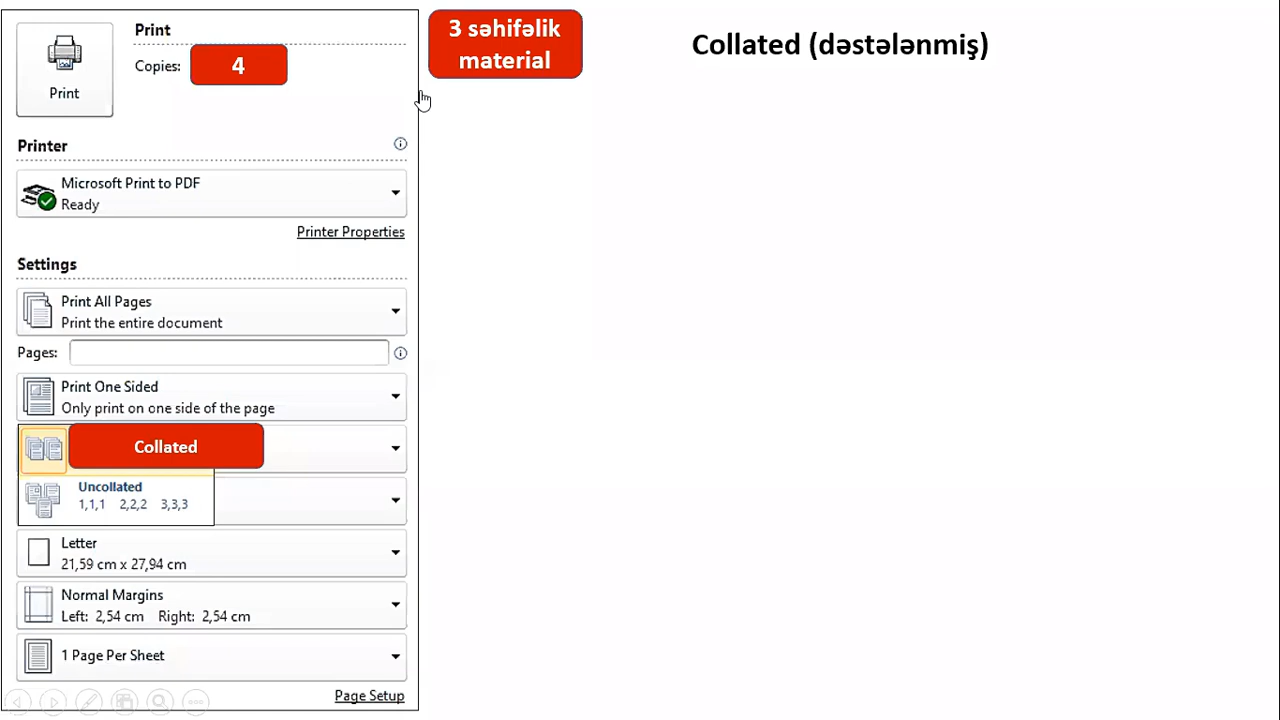 Print
Copies:
4
Print
3 səhifəlik
material
Collated (dəstələnmiş)
Printer
Microsoft Print to PDF
Ready
Printer Properties
Settings
Print All Pages
Print the entire document
Pages:
Print One Sided
Only print on one side of the page
Collated
Uncollated
1,1,1 2,2,2 3,3,3
Letter
21,59 cm x 27,94 cm
Normal Margins
Left: 2,54 cm Right: 2,54 cm
1 Page Per Sheet
Page Setup